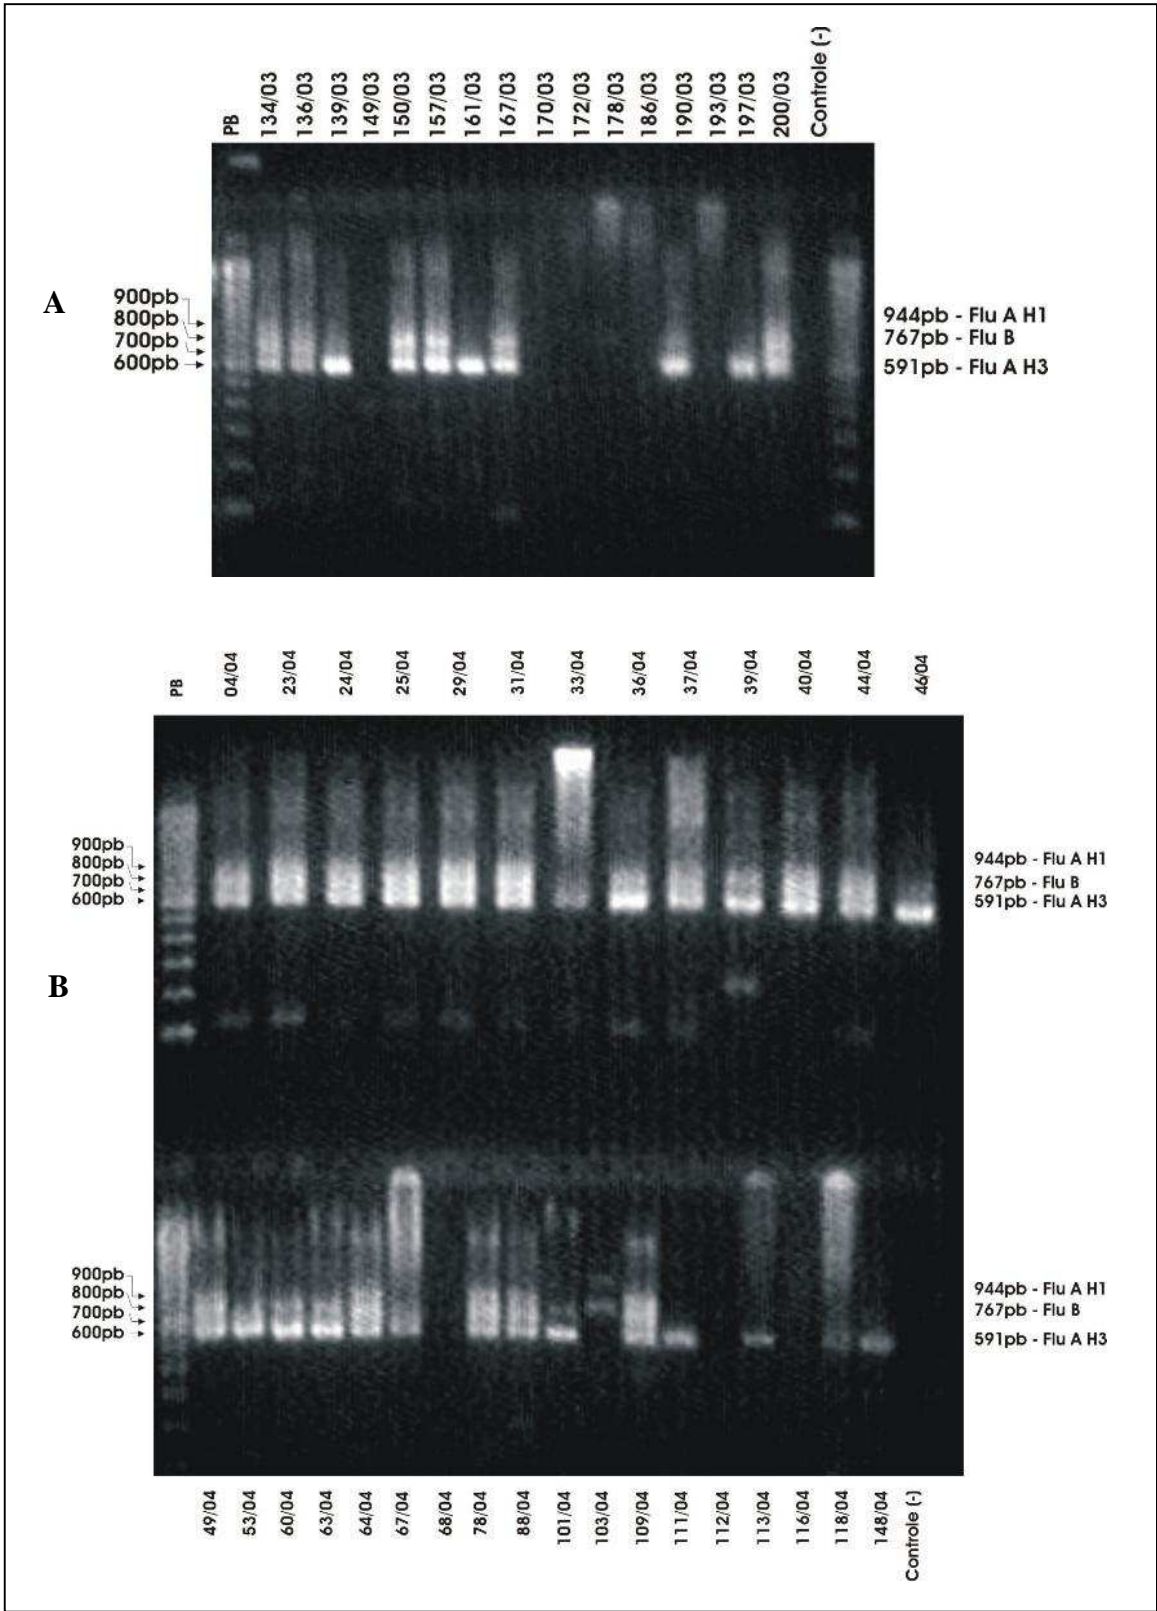 PB 134/03 136/03 139/03 149/03 150/03 157/03 161/03 167/03 170/03 172/03 178/03 186/03 190/03 193/03 197/03 200/03 Controle (-)
A
900pb
800pb
700pb
600pb
944pb - Flu A H1
767pb - Flu B
591pb - Flu A H3
PB 04/04 23/04 24/04 25/04 29/04 31/04 33/04 36/04 37/04 39/04 40/04 44/04 46/04
900pb
800pb
700pb
600pb
944pb - Flu A H1
767pb - Flu B
591pb - Flu A H3
B
900pb
800pb
700pb
600pb
944pb - Flu A H1
767pb - Flu B
591pb - Flu A H3
49/04 53/04 60/04 63/04 64/04 67/04 68/04 78/04 88/04 101/04 103/04 109/04 111/04 112/04 113/04 116/04 118/04 148/04 Controle (-)